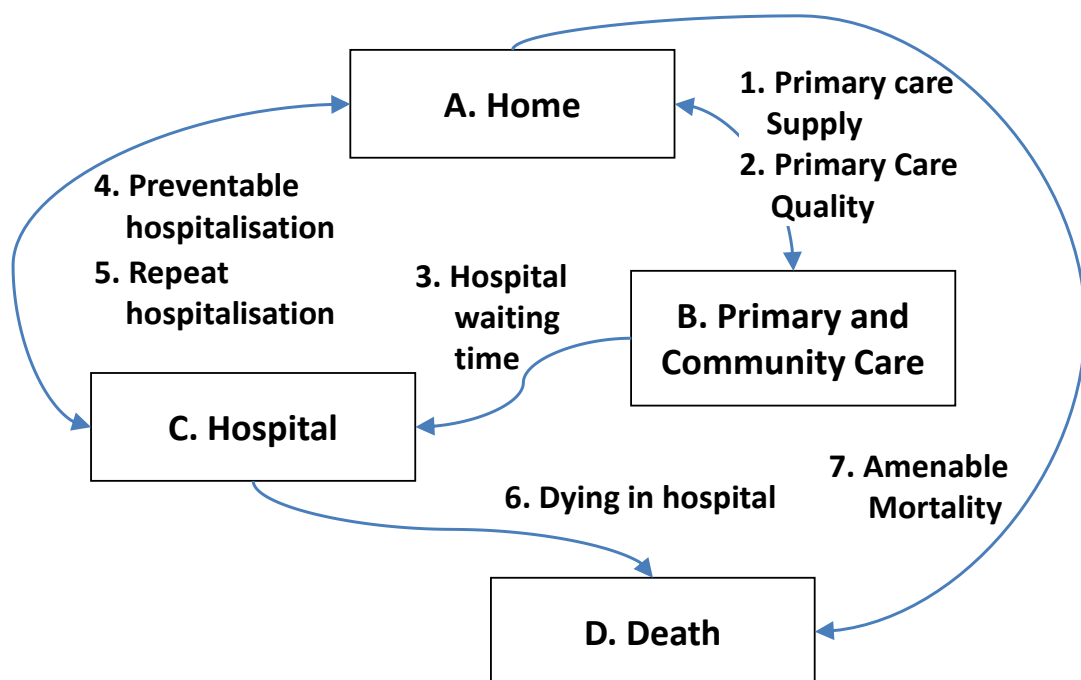 A. Home
1. Primary care
Supply
2. Primary Care
Quality
4. Preventable
hospitalisation
5. Repeat
hospitalisation
3. Hospital
waiting
time
B. Primary and
Community Care
C. Hospital
6. Dying in hospital
7. Amenable
Mortality
D. Death